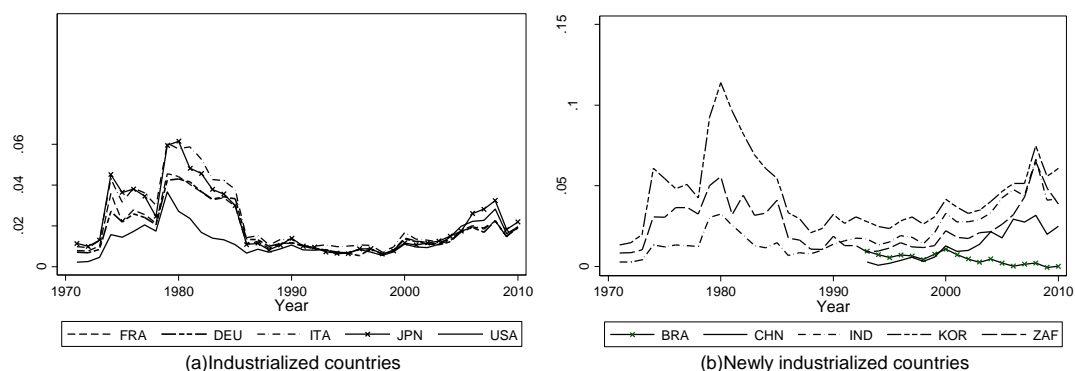 .06
.04
.02
0
1970 1980 1990 2000 2010
Year
FRA DEU ITA JPN USA
(a)Industrialized countries
.15
.1
.05
0
1970 1980 1990 2000 2010
Year
BRA CHN IND KOR ZAF
(b)Newly industrialized countries